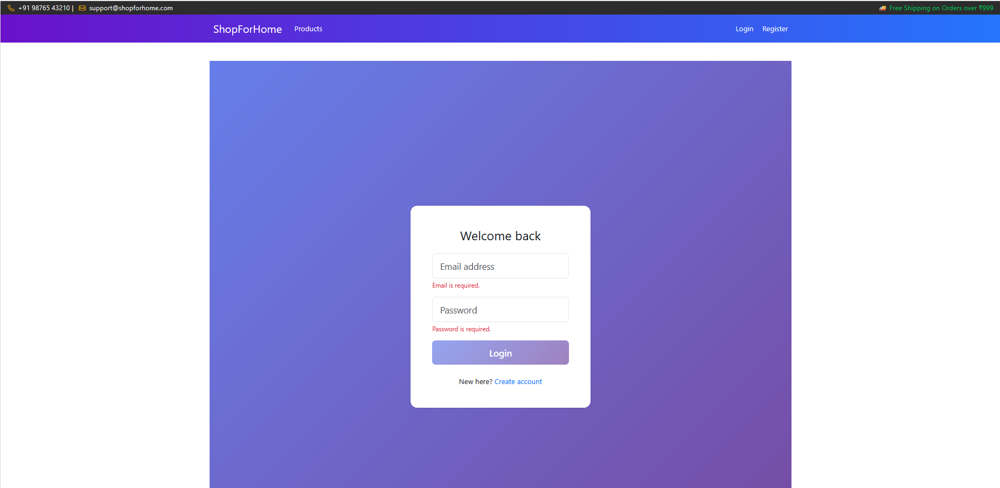 +91 98765 43210 | support@shopforhome.com
Free Shipping on Orders over ₹999
ShopForHome Products Login Register
Welcome back
Email address
Email is required.
Password
Password is required.
Login
New here? Create account